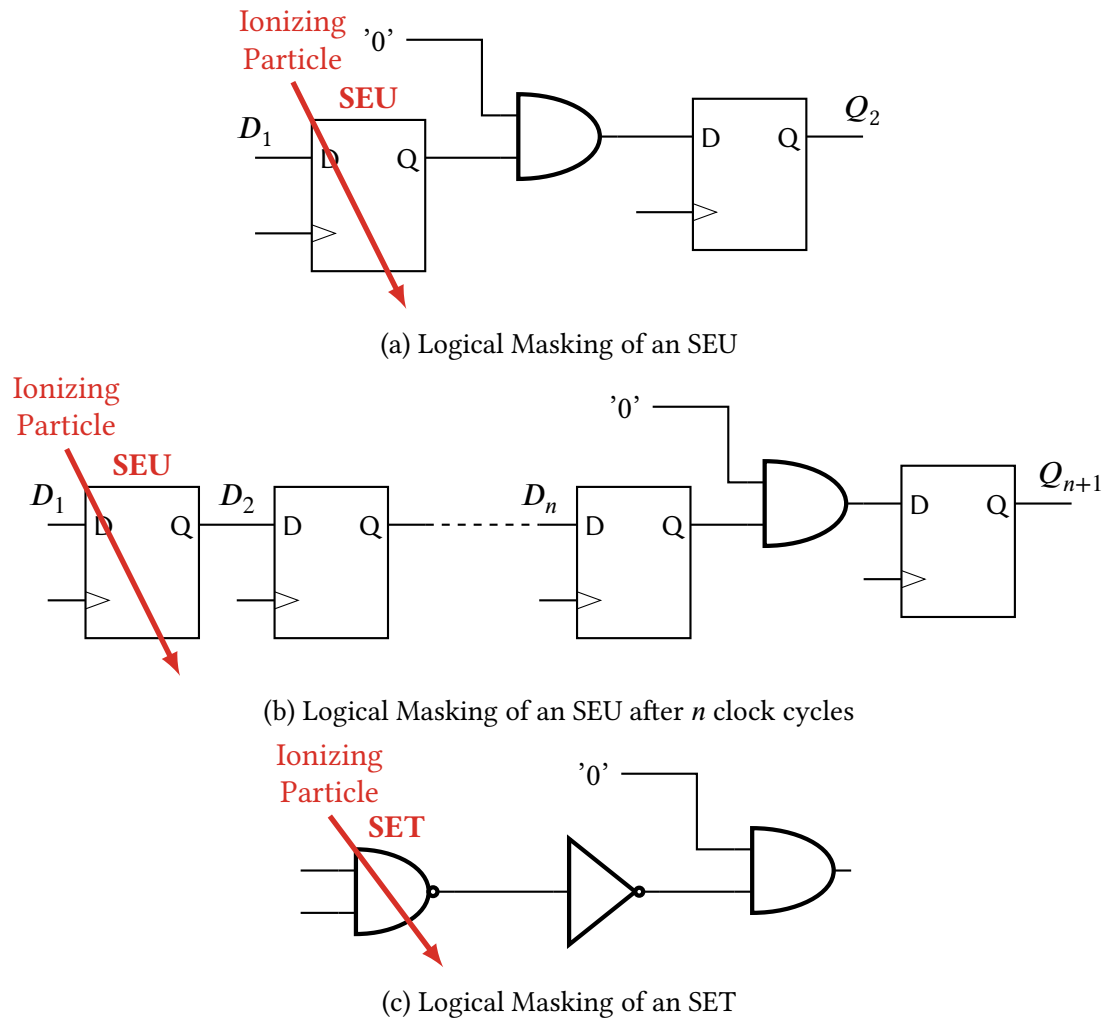 Ionizing
Particle
'0'
SEU
D₁
D Q
D Q
Q₂
(a) Logical Masking of an SEU
Ionizing
Particle
'0'
SEU
D₁
D Q
D₂
D Q
Dₙ
D Q
D Q
Qₙ₊₁
(b) Logical Masking of an SEU after n clock cycles
Ionizing
Particle
'0'
SET
(c) Logical Masking of an SET